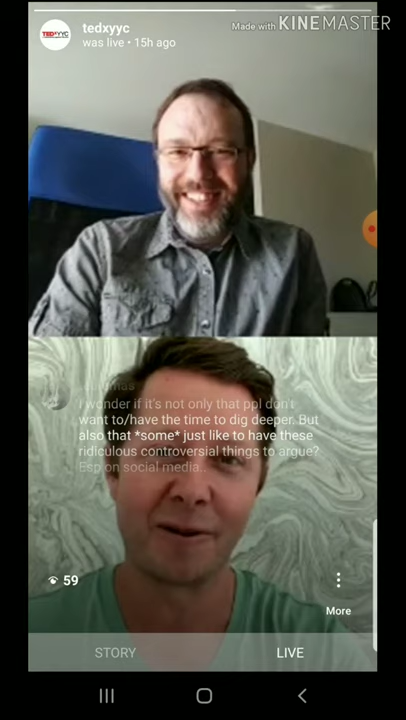 Made with KINEMASTER
TEDxYYC
tedxyyc
was live • 15h ago
I wonder if it's not only that ppl don't
want to/have the time to dig deeper. But
also that *some* just like to have these
ridiculous controversial things to argue?
Esp on social media..
59
More
STORY
LIVE